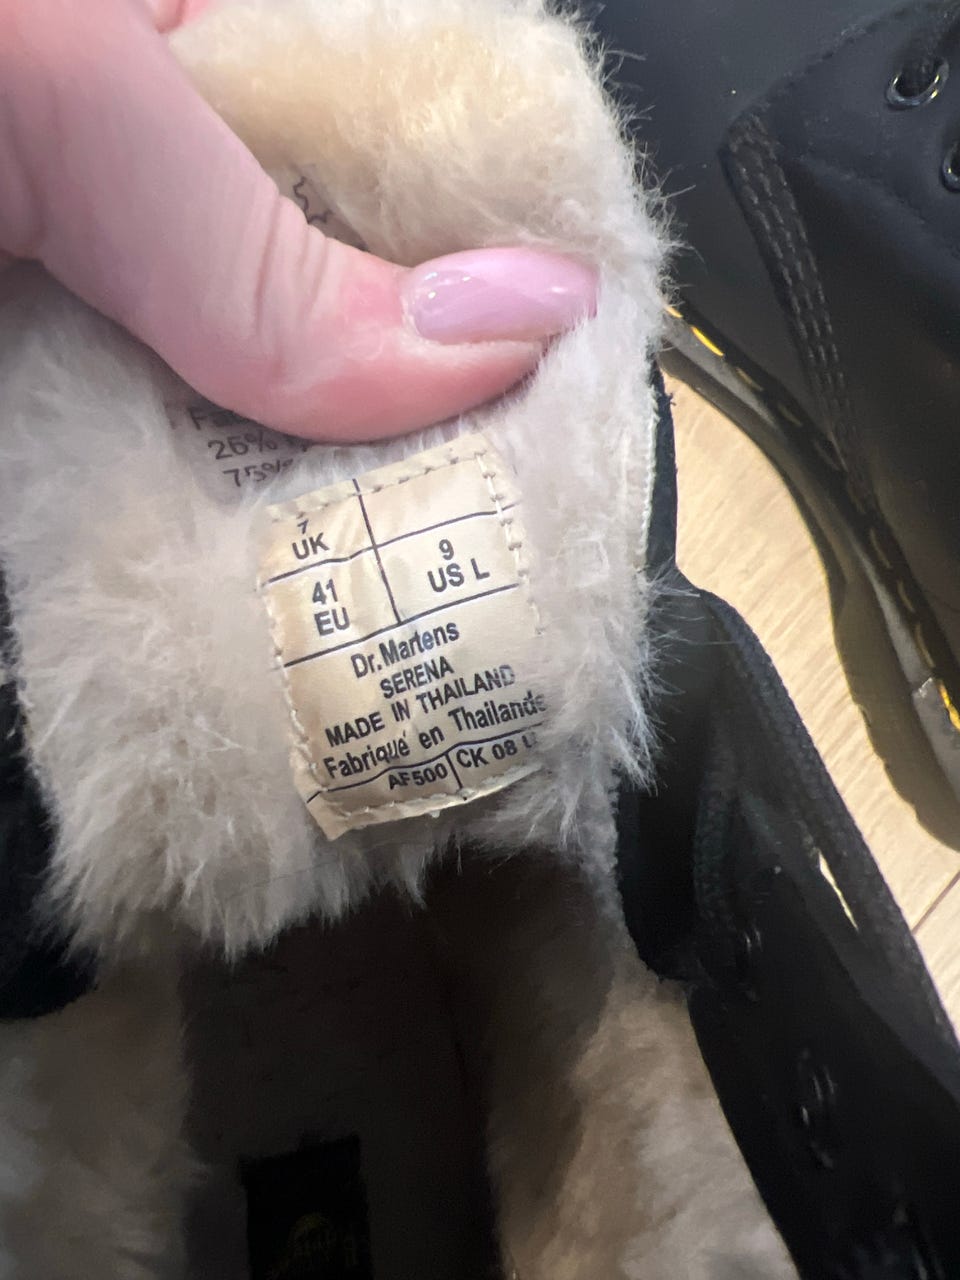 26%
75%
7
UK
41
EU
9
US L
Dr.Martens
SERENA
MADE IN THAILAND
Fabriqué en Thailande
AF500 CK 08